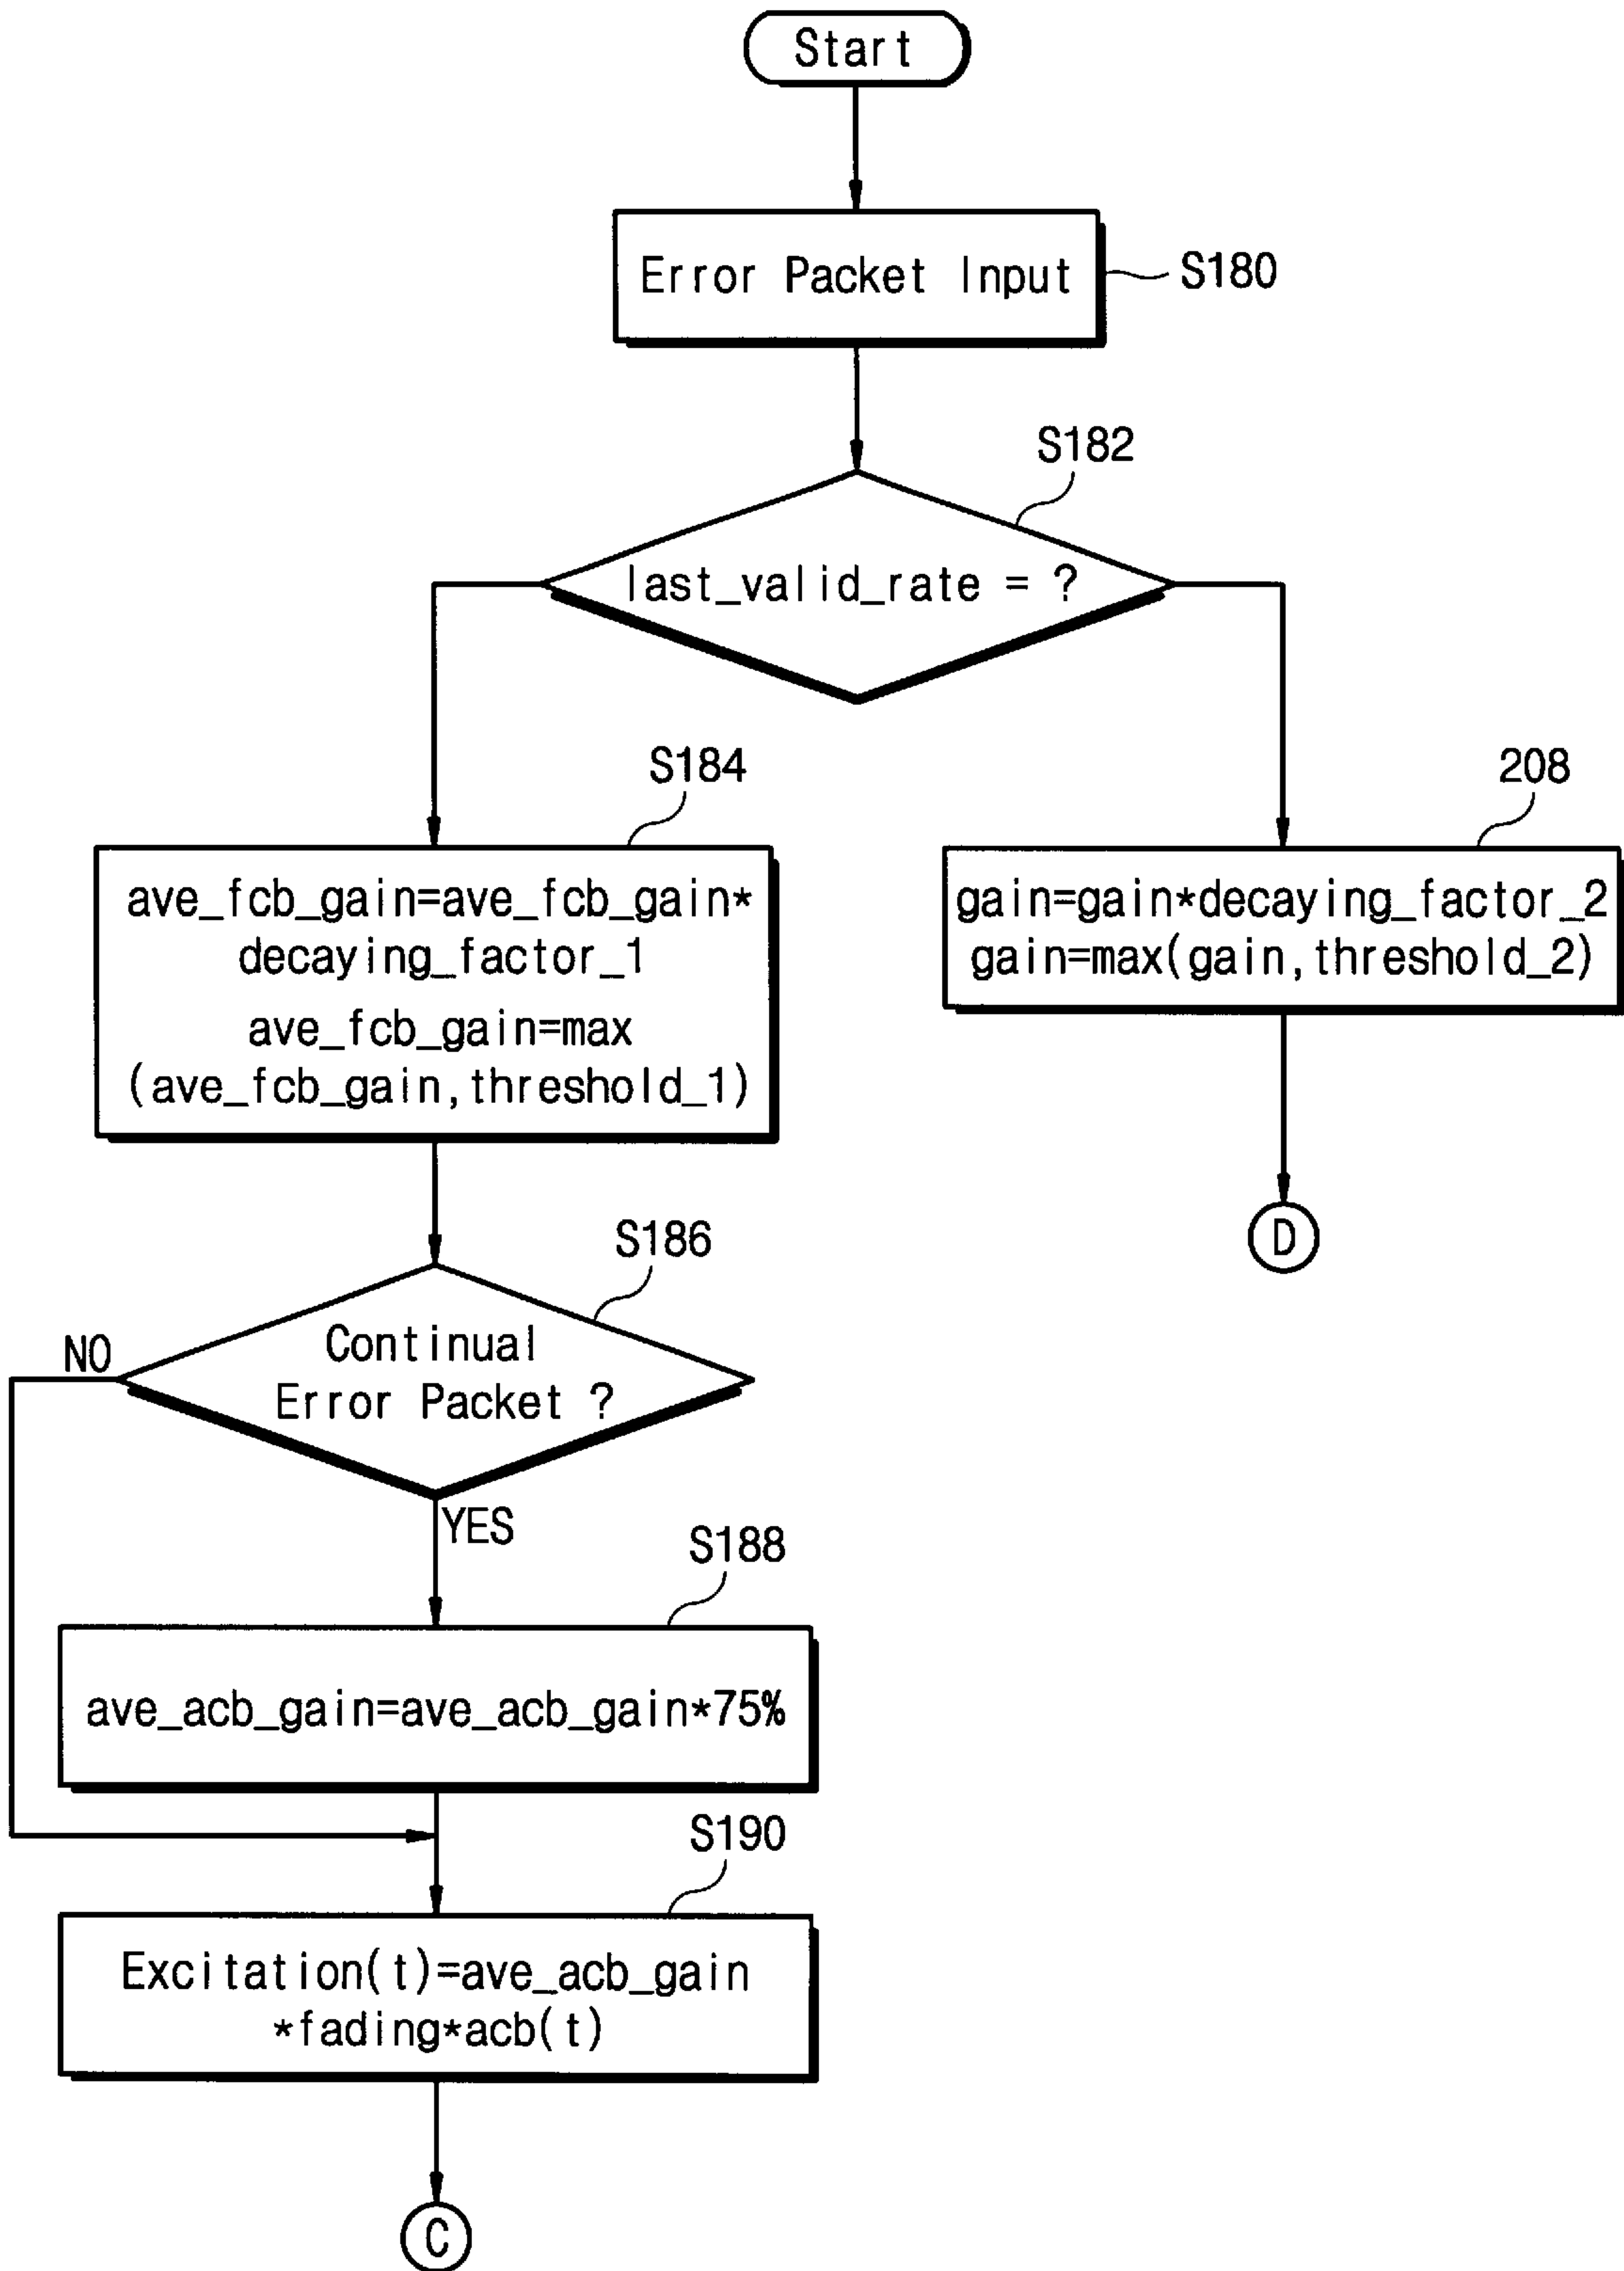 Start
Error Packet Input
S180
S182
last_valid_rate = ?
S184
ave_fcb_gain=ave_fcb_gain*
decaying_factor_1
ave_fcb_gain=max
(ave_fcb_gain,threshold_1)
208
gain=gain*decaying_factor_2
gain=max(gain,threshold_2)
D
S186
Continual
Error Packet ?
NO
YES
S188
ave_acb_gain=ave_acb_gain*75%
S190
Excitation(t)=ave_acb_gain
*fading*acb(t)
C